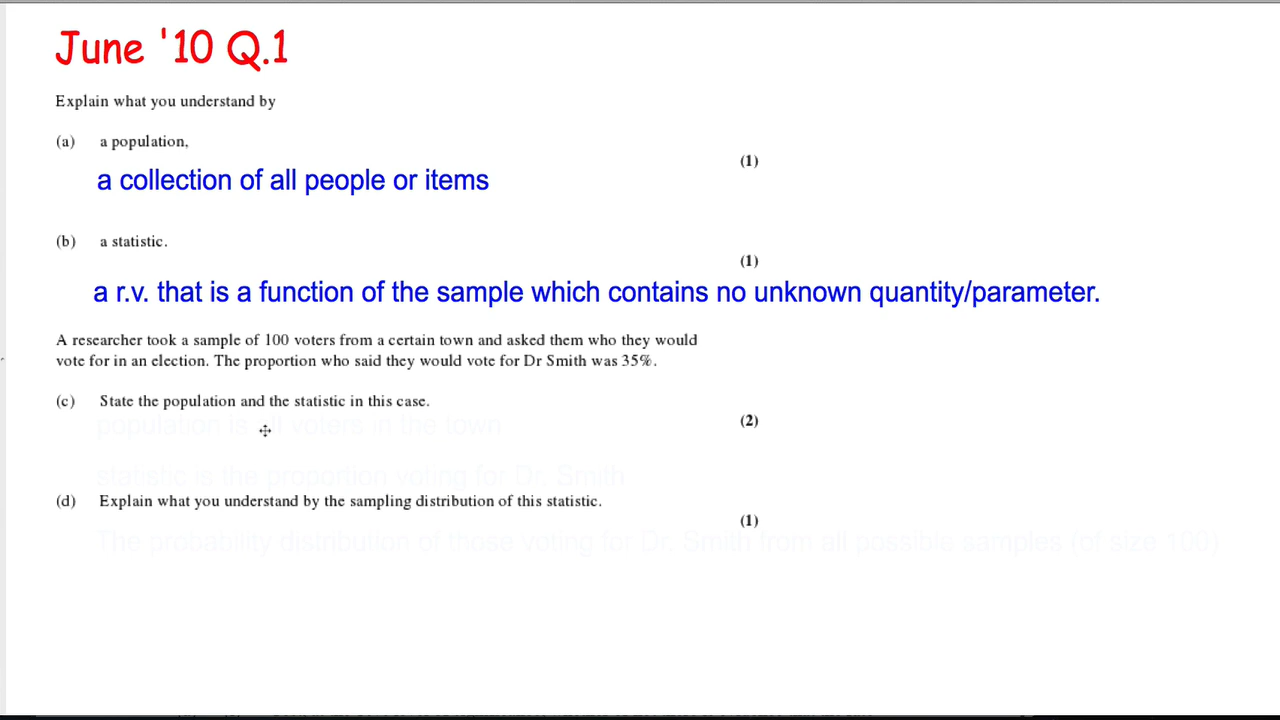 June '10 Q.1
Explain what you understand by
(a) a population,
(1)
a collection of all people or items
(b) a statistic.
(1)
a r.v. that is a function of the sample which contains no unknown quantity/parameter.
A researcher took a sample of 100 voters from a certain town and asked them who they would
vote for in an election. The proportion who said they would vote for Dr Smith was 35%.
(c) State the population and the statistic in this case.
population is all voters in the town
(2)
statistic is the proportion voting for Dr. Smith
(d) Explain what you understand by the sampling distribution of this statistic.
(1)
The probability distribution of those voting for Dr. Smith from all possible samples (of size 100)